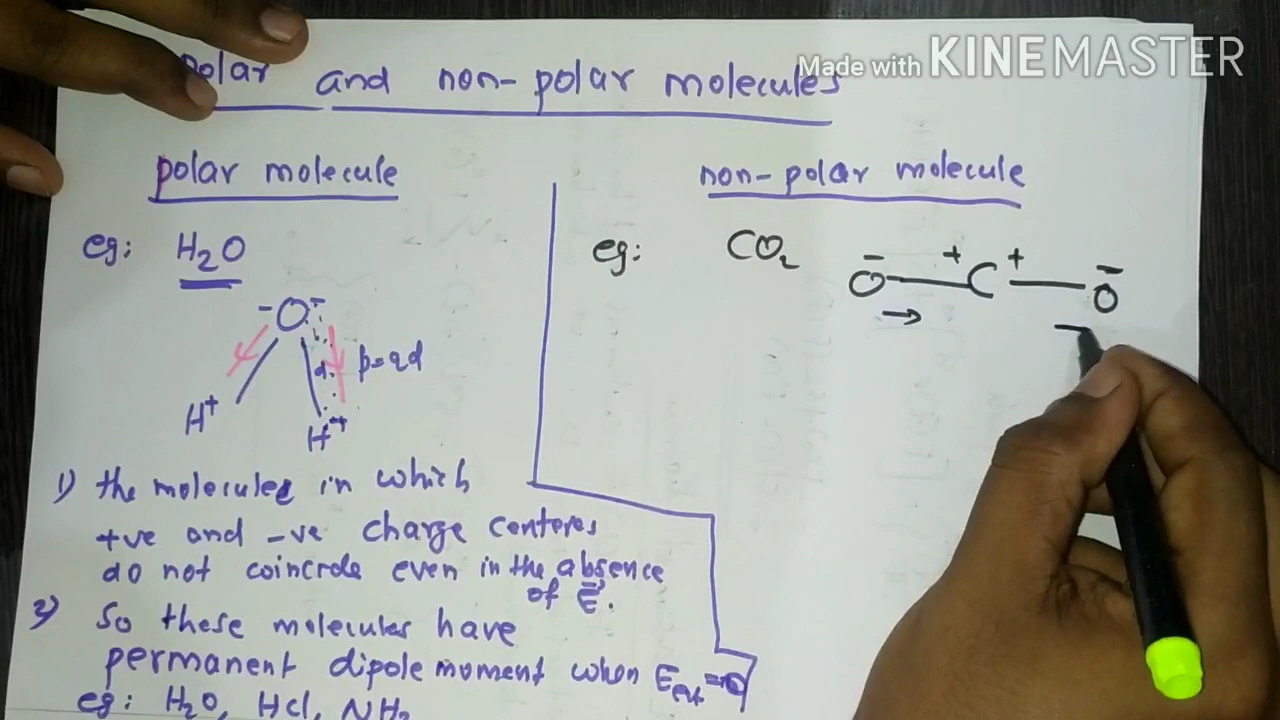 polar and non-polar molecules
Made with KINEMASTER
polar molecule
eg: H₂O
-O-
p=qd
d
H+
H+
1) the molecules in which
+ve and -ve charge centeres
do not coincrde even in the absence
of E⃗.
2) So these molecules have
permanent dipole moment when Eext=0
eg: H₂O, HCl, NH₃
non-polar molecule
eg: CO₂
O⁻ — +C+ — O⁻
→